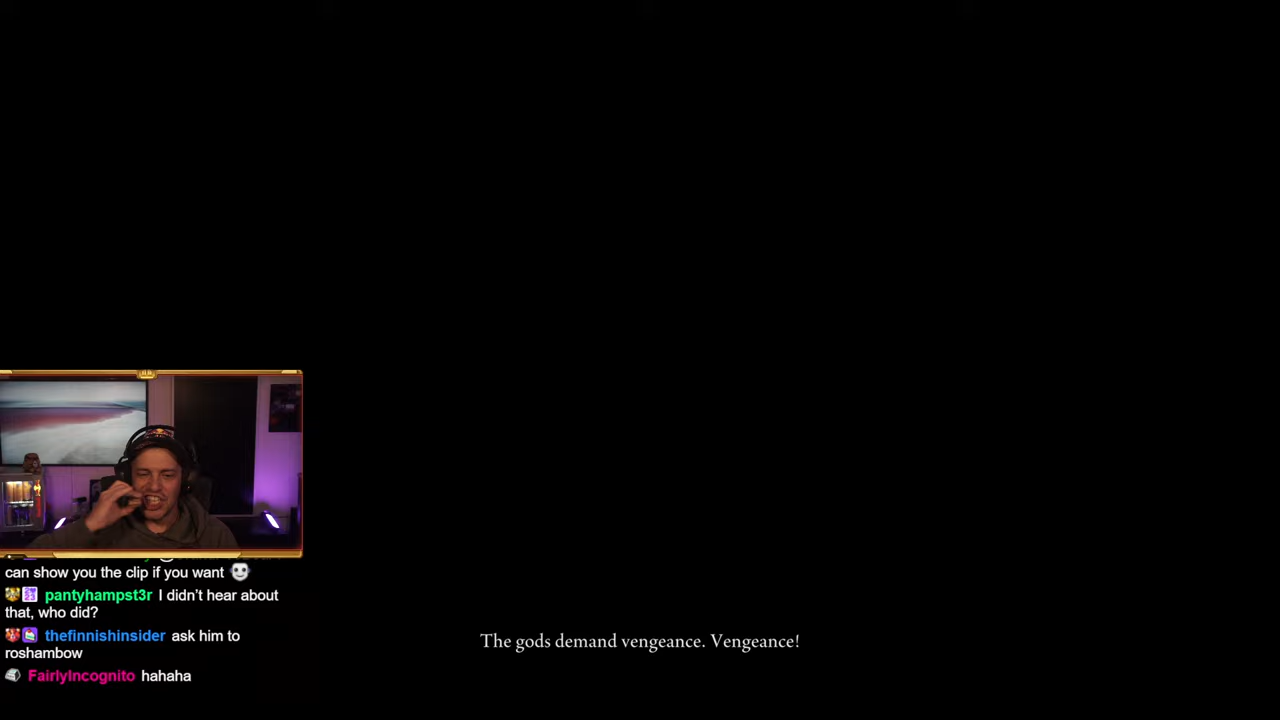 can show you the clip if you want
pantyhampst3r I didn't hear about
that, who did?
thefinnishinsider ask him to
roshambow
FairlyIncognito hahaha
The gods demand vengeance. Vengeance!